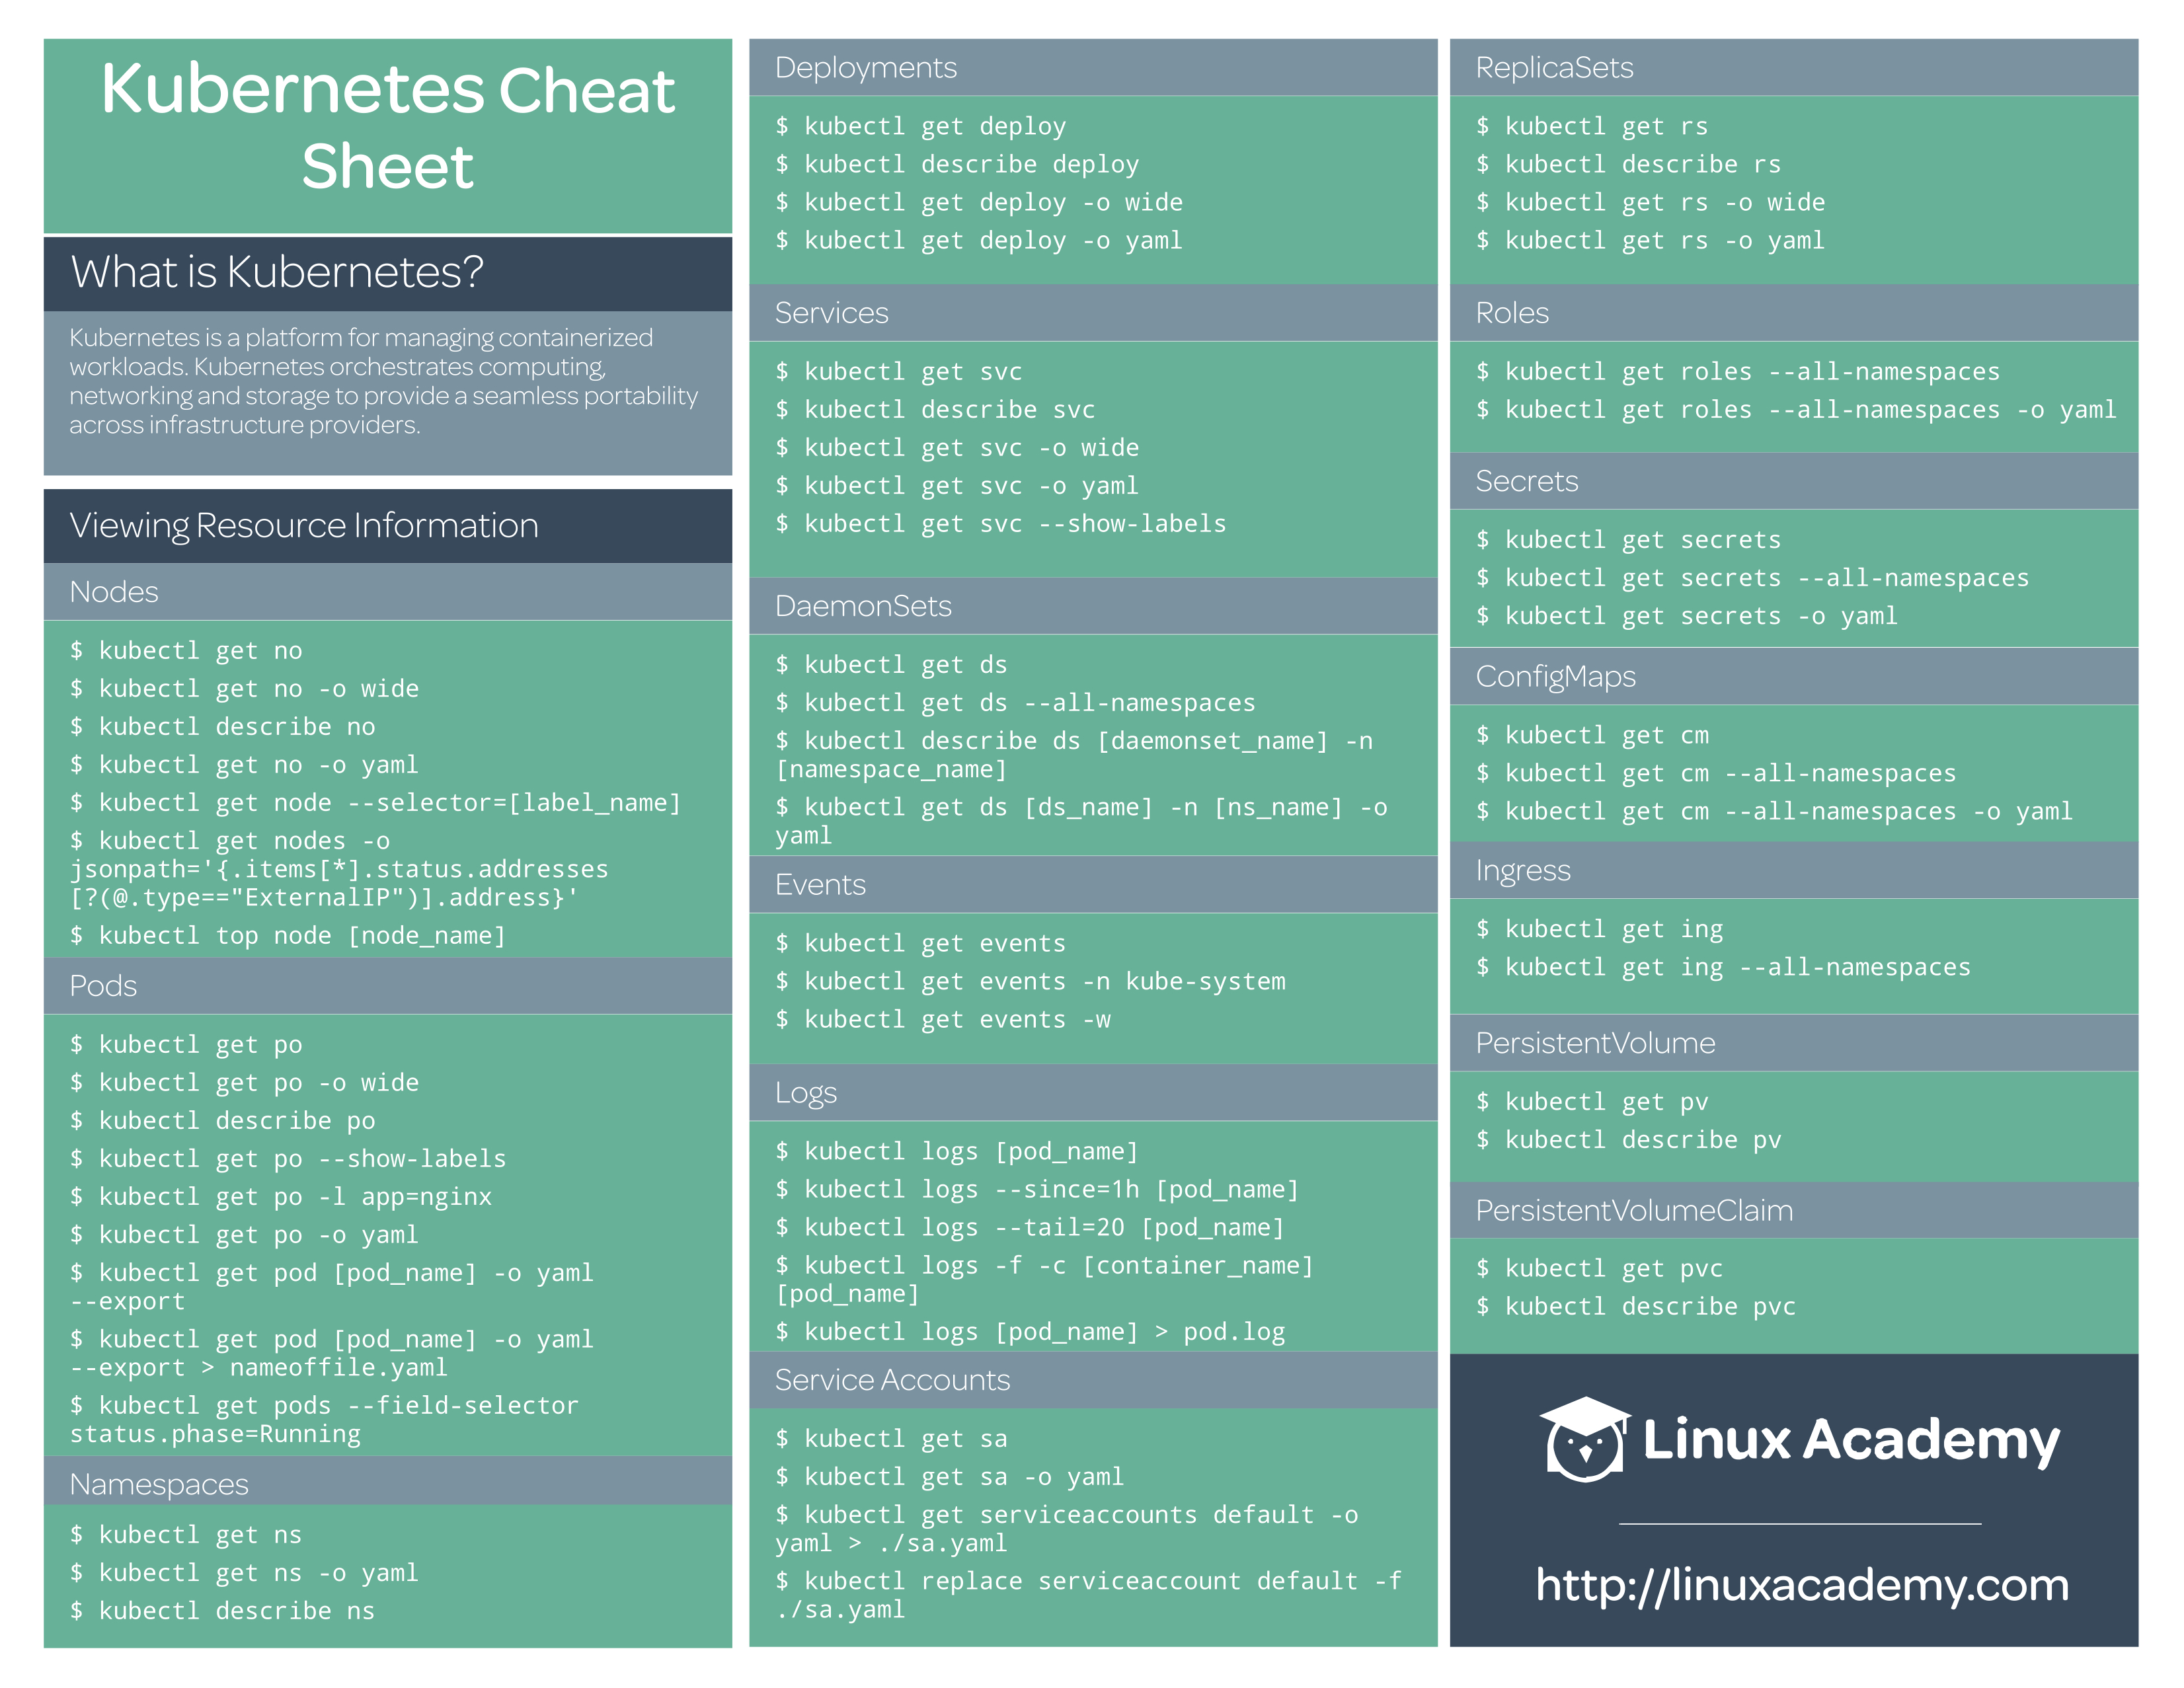 Kubernetes Cheat
Sheet
What is Kubernetes?
Kubernetes is a platform for managing containerized
workloads. Kubernetes orchestrates computing,
networking and storage to provide a seamless portability
across infrastructure providers.
Viewing Resource Information
Nodes
$ kubectl get no
$ kubectl get no -o wide
$ kubectl describe no
$ kubectl get no -o yaml
$ kubectl get node --selector=[label_name]
$ kubectl get nodes -o
jsonpath='{.items[*].status.addresses
[?(@.type=="ExternalIP")].address}'
$ kubectl top node [node_name]
Pods
$ kubectl get po
$ kubectl get po -o wide
$ kubectl describe po
$ kubectl get po --show-labels
$ kubectl get po -l app=nginx
$ kubectl get po -o yaml
$ kubectl get pod [pod_name] -o yaml
--export
$ kubectl get pod [pod_name] -o yaml
--export > nameoffile.yaml
$ kubectl get pods --field-selector
status.phase=Running
Namespaces
$ kubectl get ns
$ kubectl get ns -o yaml
$ kubectl describe ns
Deployments
$ kubectl get deploy
$ kubectl describe deploy
$ kubectl get deploy -o wide
$ kubectl get deploy -o yaml
Services
$ kubectl get svc
$ kubectl describe svc
$ kubectl get svc -o wide
$ kubectl get svc -o yaml
$ kubectl get svc --show-labels
DaemonSets
$ kubectl get ds
$ kubectl get ds --all-namespaces
$ kubectl describe ds [daemonset_name] -n
[namespace_name]
$ kubectl get ds [ds_name] -n [ns_name] -o
yaml
Events
$ kubectl get events
$ kubectl get events -n kube-system
$ kubectl get events -w
Logs
$ kubectl logs [pod_name]
$ kubectl logs --since=1h [pod_name]
$ kubectl logs --tail=20 [pod_name]
$ kubectl logs -f -c [container_name]
[pod_name]
$ kubectl logs [pod_name] > pod.log
Service Accounts
$ kubectl get sa
$ kubectl get sa -o yaml
$ kubectl get serviceaccounts default -o
yaml > ./sa.yaml
$ kubectl replace serviceaccount default -f
./sa.yaml
ReplicaSets
$ kubectl get rs
$ kubectl describe rs
$ kubectl get rs -o wide
$ kubectl get rs -o yaml
Roles
$ kubectl get roles --all-namespaces
$ kubectl get roles --all-namespaces -o yaml
Secrets
$ kubectl get secrets
$ kubectl get secrets --all-namespaces
$ kubectl get secrets -o yaml
ConfigMaps
$ kubectl get cm
$ kubectl get cm --all-namespaces
$ kubectl get cm --all-namespaces -o yaml
Ingress
$ kubectl get ing
$ kubectl get ing --all-namespaces
PersistentVolume
$ kubectl get pv
$ kubectl describe pv
PersistentVolumeClaim
$ kubectl get pvc
$ kubectl describe pvc
Linux Academy
http://linuxacademy.com